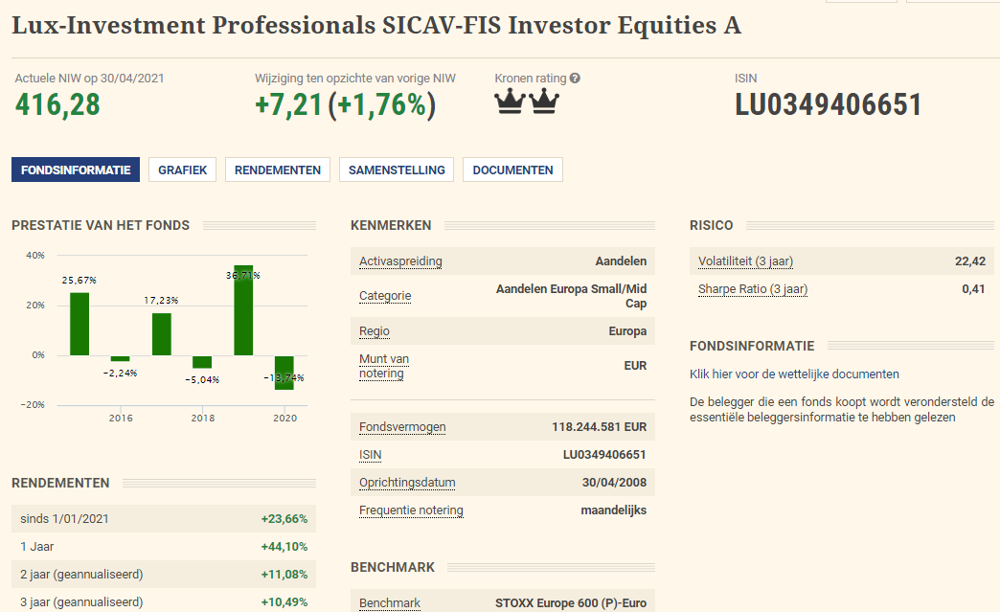 Lux-Investment Professionals SICAV-FIS Investor Equities A
Actuele NIW op 30/04/2021
416,28
Wijziging ten opzichte van vorige NIW
+7,21 (+1,76%)
Kronen rating ?
ISIN
LU0349406651
FONDSINFORMATIE
GRAFIEK
RENDEMENTEN
SAMENSTELLING
DOCUMENTEN
PRESTATIE VAN HET FONDS
40%
20%
0%
-20%
25,67%
-2,24%
17,23%
-5,04%
36,71%
-13,74%
2016
2018
2020
RENDEMENTEN
sinds 1/01/2021 +23,66%
1 Jaar +44,10%
2 jaar (geannualiseerd) +11,08%
3 jaar (geannualiseerd) +10,49%
KENMERKEN
Activaspreiding Aandelen
Categorie Aandelen Europa Small/Mid
Cap
Regio Europa
Munt van
notering EUR
Fondsvermogen 118.244.581 EUR
ISIN LU0349406651
Oprichtingsdatum 30/04/2008
Frequentie notering maandelijks
BENCHMARK
Benchmark STOXX Europe 600 (P)-Euro
RISICO
Volatiliteit (3 jaar) 22,42
Sharpe Ratio (3 jaar) 0,41
FONDSINFORMATIE
Klik hier voor de wettelijke documenten
De belegger die een fonds koopt wordt verondersteld de
essentiële beleggersinformatie te hebben gelezen